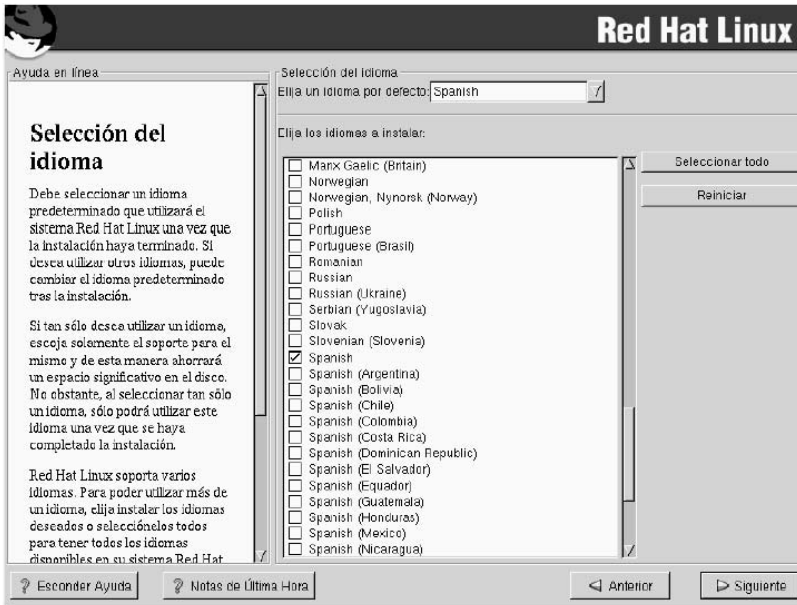 Red Hat Linux
Ayuda en línea
Selección del
idioma
Debe seleccionar un idioma
predeterminado que utilizará el
sistema Red Hat Linux una vez que
la instalación haya terminado. Si
desea utilizar otros idiomas, puede
cambiar el idioma predeterminado
tras la instalación.
Si tan sólo desea utilizar un idioma,
escoja solamente el soporte para el
mismo y de esta manera ahorrará
un espacio significativo en el disco.
No obstante, al seleccionar tan sólo
un idioma, sólo podrá utilizar este
idioma una vez que se haya
completado la instalación.
Red Hat Linux soporta varios
idiomas. Para poder utilizar más de
un idioma, elija instalar los idiomas
deseados o selecciónelos todos
para tener todos los idiomas
disponibles en su sistema Red Hat
Selección del idioma
Elija un idioma por defecto: Spanish
Elija los idiomas a instalar:
Manx Gaelic (Britain)
Norwegian
Norwegian, Nynorsk (Norway)
Polish
Portuguese
Portuguese (Brasil)
Romanian
Russian
Russian (Ukraine)
Serbian (Yugoslavia)
Slovak
Slovenian (Slovenia)
Spanish
Spanish (Argentina)
Spanish (Bolivia)
Spanish (Chile)
Spanish (Colombia)
Spanish (Costa Rica)
Spanish (Dominican Republic)
Spanish (El Salvador)
Spanish (Equador)
Spanish (Guatemala)
Spanish (Honduras)
Spanish (Mexico)
Spanish (Nicaragua)
Seleccionar todo
Reiniciar
? Esconder Ayuda
? Notas de Última Hora
Anterior
Siguiente